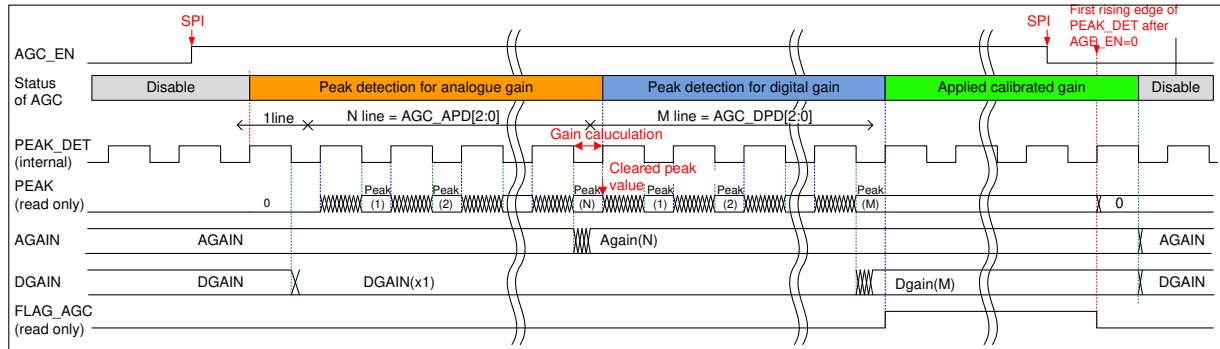 SPI
SPI
First rising edge of
PEAK_DET after
AGE_EN=0
AGC_EN
Status
of AGC
Disable
Peak detection for analogue gain
Peak detection for digital gain
Applied calibrated gain
Disable
1line
N line = AGC_APD[2:0]
M line = AGC_DPD[2:0]
Gain caluculation
PEAK_DET
(internal)
Cleared peak
value
PEAK
(read only)
0
Peak
(1)
Peak
(2)
Peak
(N)
Peak
(1)
Peak
(2)
Peak
(M)
0
AGAIN
AGAIN
Again(N)
AGAIN
DGAIN
DGAIN
DGAIN(x1)
Dgain(M)
DGAIN
FLAG_AGC
(read only)